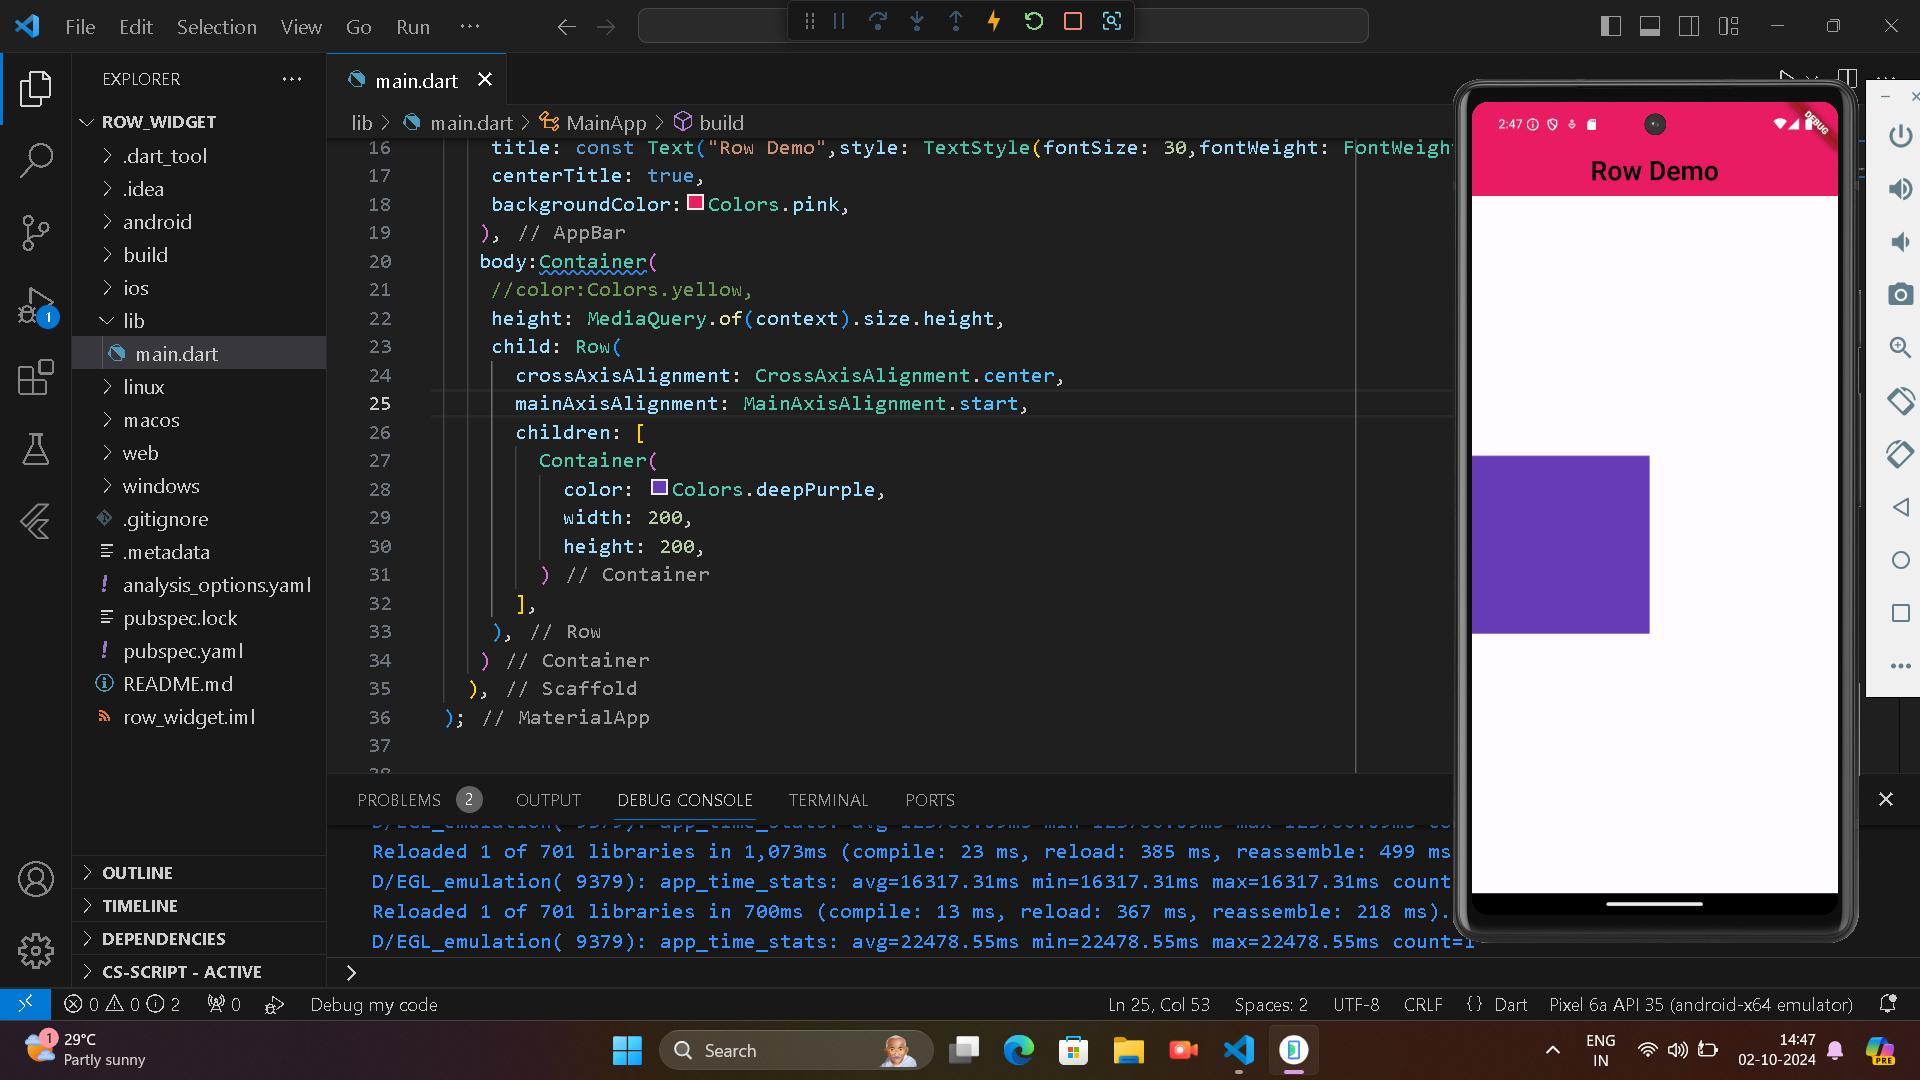 File Edit Selection View Go Run ···
EXPLORER ···
main.dart
ROW_WIDGET
.dart_tool
.idea
android
build
ios
lib
main.dart
linux
macos
web
windows
.gitignore
.metadata
analysis_options.yaml
pubspec.lock
pubspec.yaml
README.md
row_widget.iml
OUTLINE
TIMELINE
DEPENDENCIES
CS-SCRIPT - ACTIVE
1
lib > main.dart > MainApp > build
16 title: const Text("Row Demo",style: TextStyle(fontSize: 30,fontWeight: FontWeigh
17 centerTitle: true,
18 backgroundColor: Colors.pink,
19 ), // AppBar
20 body:Container(
21 //color:Colors.yellow,
22 height: MediaQuery.of(context).size.height,
23 child: Row(
24 crossAxisAlignment: CrossAxisAlignment.center,
25 mainAxisAlignment: MainAxisAlignment.start,
26 children: [
27 Container(
28 color: Colors.deepPurple,
29 width: 200,
30 height: 200,
31 ) // Container
32 ],
33 ), // Row
34 ) // Container
35 ), // Scaffold
36 ); // MaterialApp
37
2:47
DEBUG
Row Demo
PROBLEMS 2 OUTPUT DEBUG CONSOLE TERMINAL PORTS
Reloaded 1 of 701 libraries in 1,073ms (compile: 23 ms, reload: 385 ms, reassemble: 499 ms
D/EGL_emulation( 9379): app_time_stats: avg=16317.31ms min=16317.31ms max=16317.31ms count
Reloaded 1 of 701 libraries in 700ms (compile: 13 ms, reload: 367 ms, reassemble: 218 ms).
D/EGL_emulation( 9379): app_time_stats: avg=22478.55ms min=22478.55ms max=22478.55ms count=1
>
0 0 2 0 Debug my code Ln 25, Col 53 Spaces: 2 UTF-8 CRLF {} Dart Pixel 6a API 35 (android-x64 emulator)
1 29°C
Partly sunny
Search
ENG
IN
14:47
02-10-2024
PRE